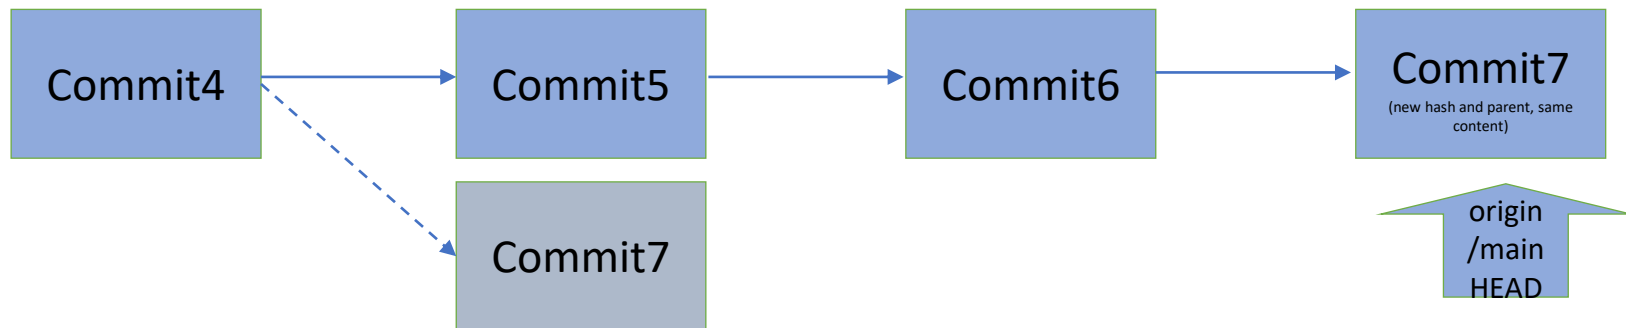 Commit4
Commit5
Commit6
Commit7
(new hash and parent, same
content)
Commit7
origin
/main
HEAD